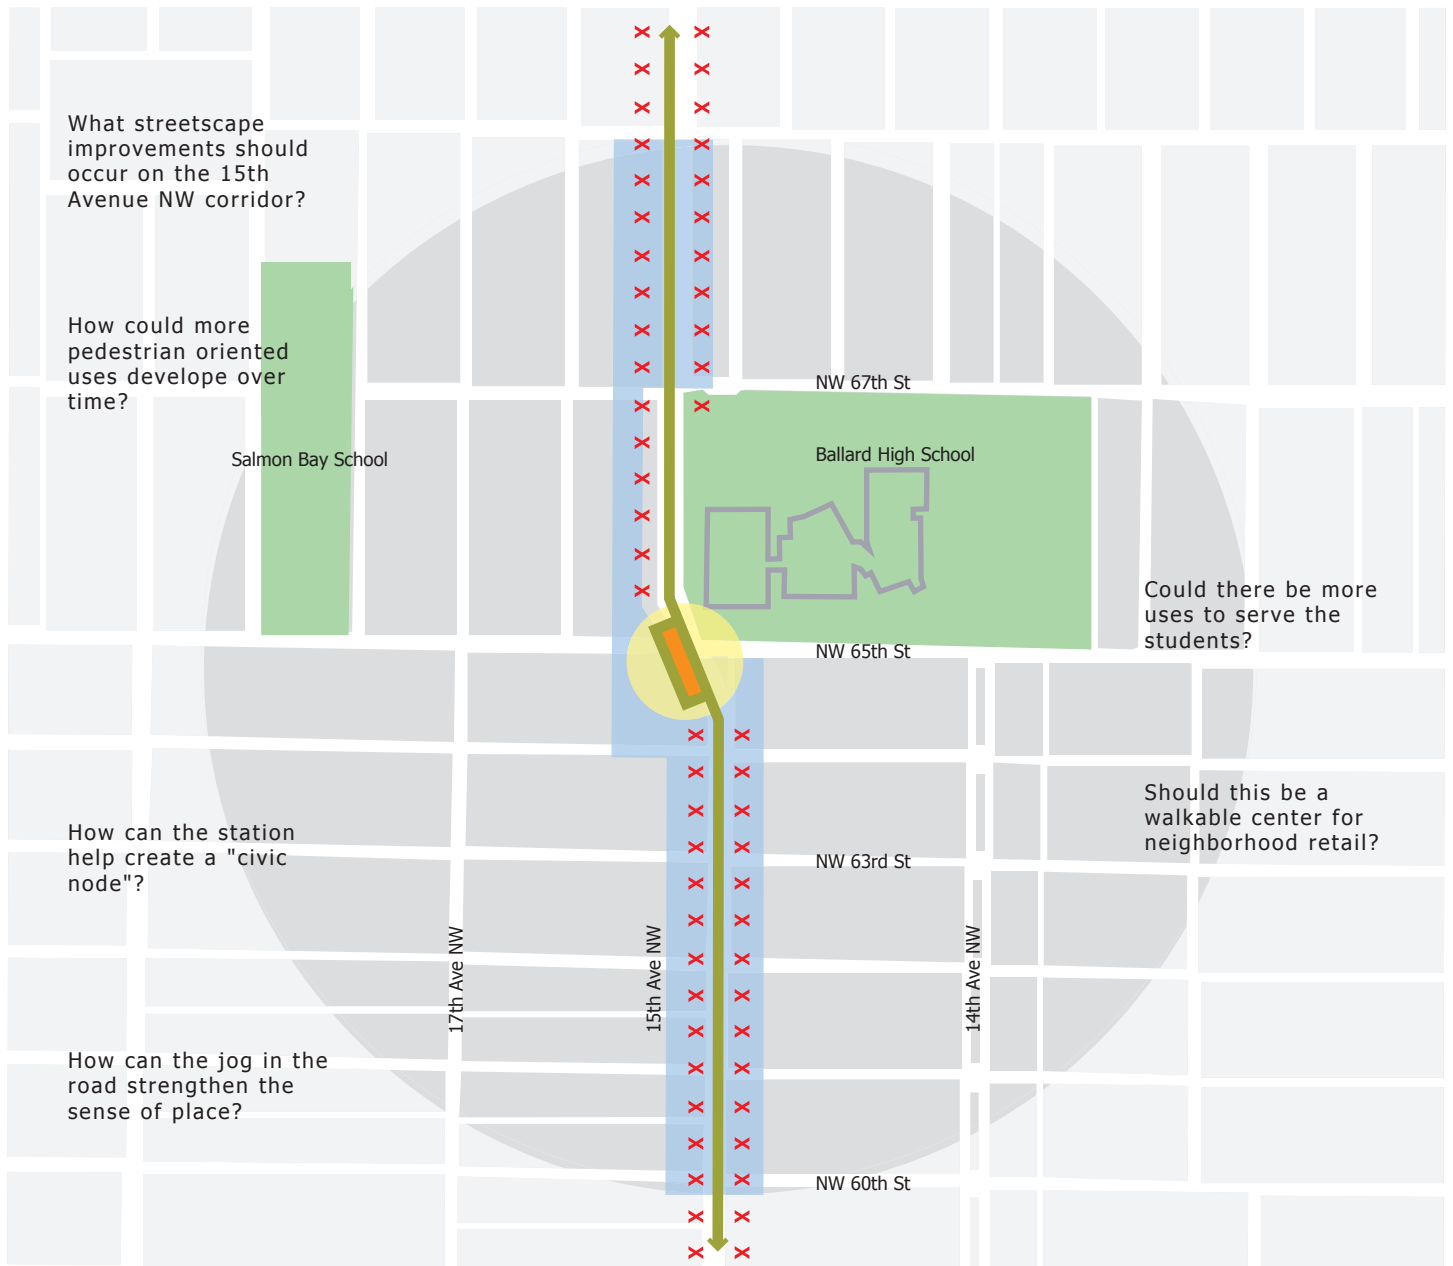 What streetscape
improvements should
occur on the 15th
Avenue NW corridor?
How could more
pedestrian oriented
uses develope over
time?
NW 67th St
Salmon Bay School
Ballard High School
Could there be more
uses to serve the
students?
NW 65th St
Should this be a
walkable center for
neighborhood retail?
How can the station
help create a "civic
node"?
NW 63rd St
17th Ave NW
15th Ave NW
14th Ave NW
How can the jog in the
road strengthen the
sense of place?
NW 60th St